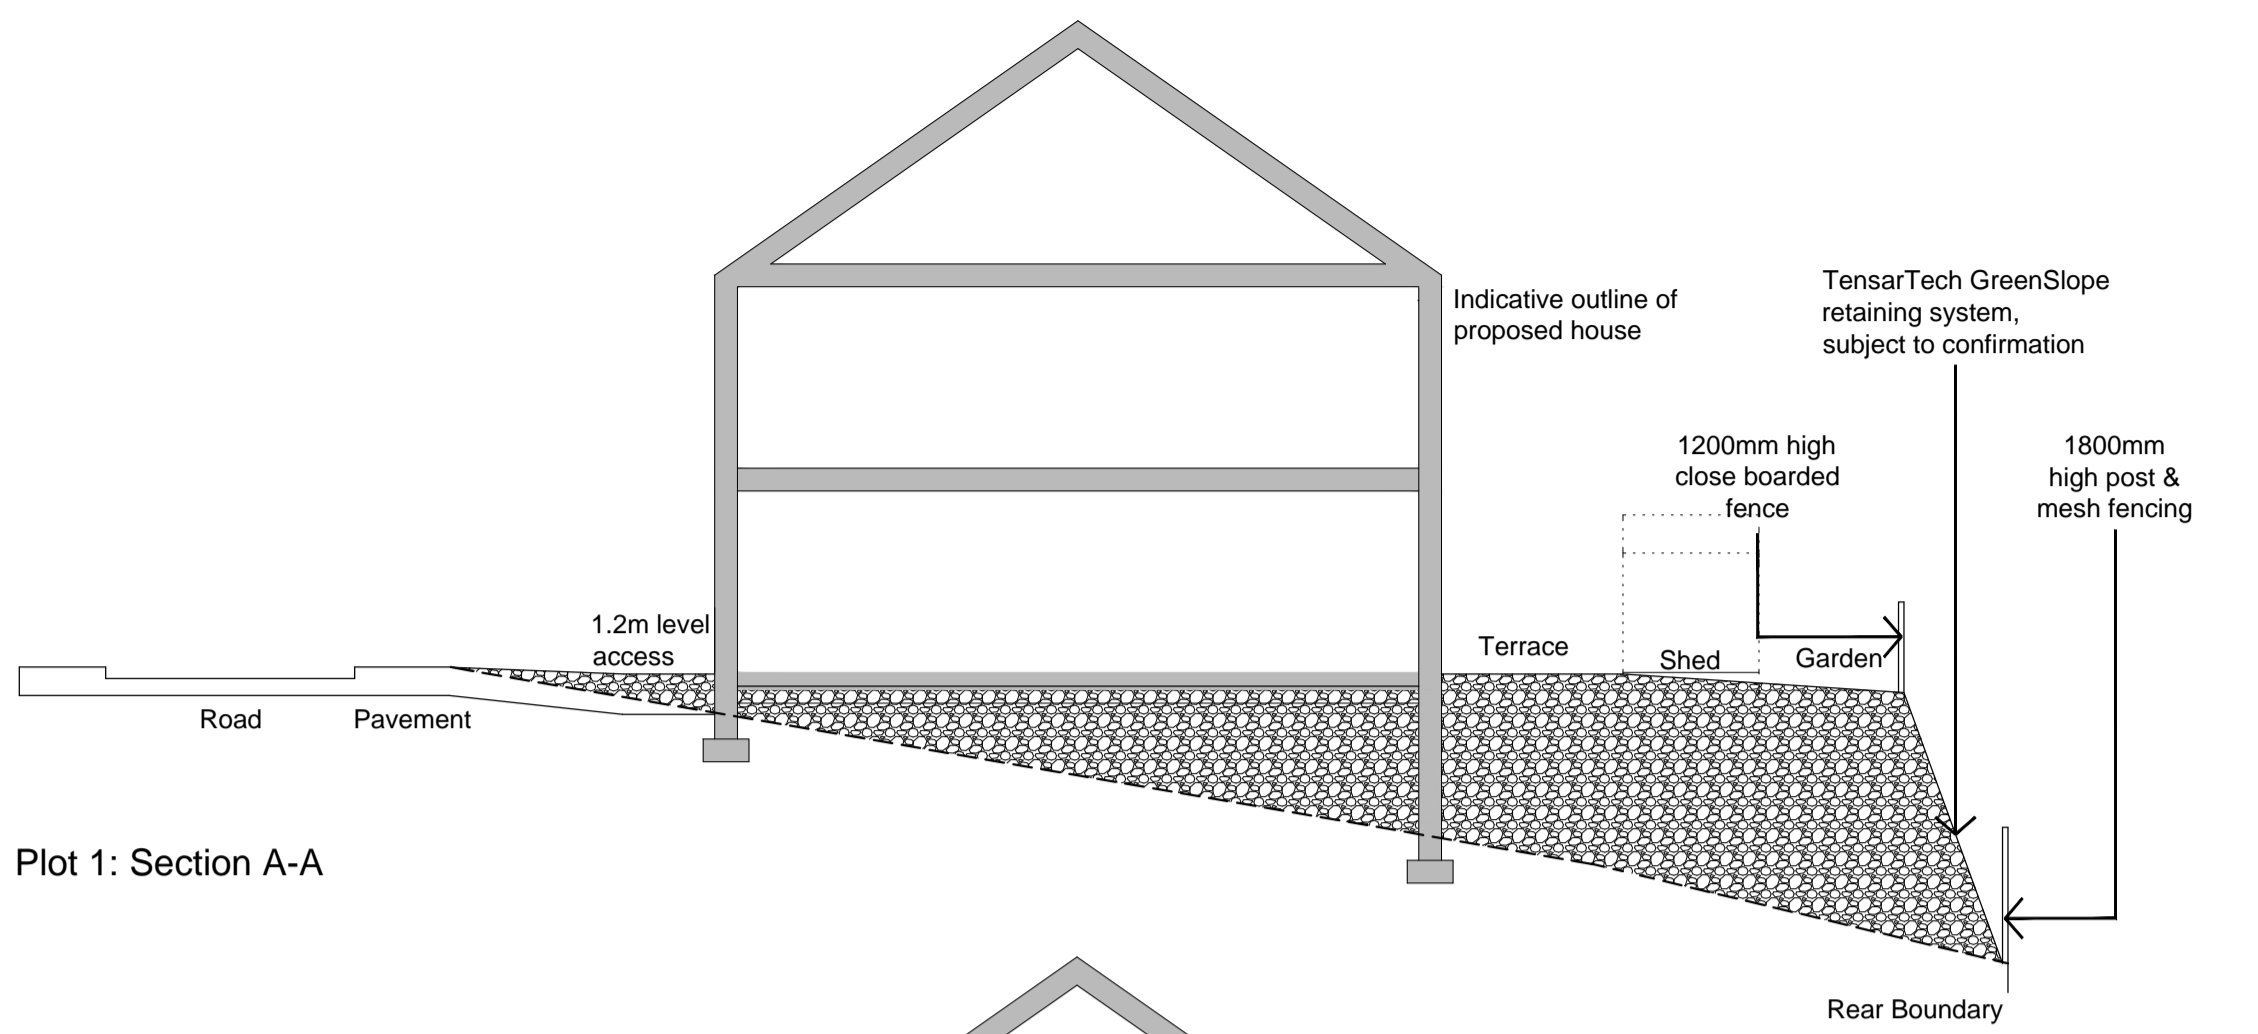 Indicative outline of
proposed house
TensarTech GreenSlope
retaining system,
subject to confirmation
1200mm high
close boarded
fence
1800mm
high post &
mesh fencing
1.2m level
access
Terrace
Shed
Garden
Road
Pavement
Plot 1: Section A-A
Rear Boundary